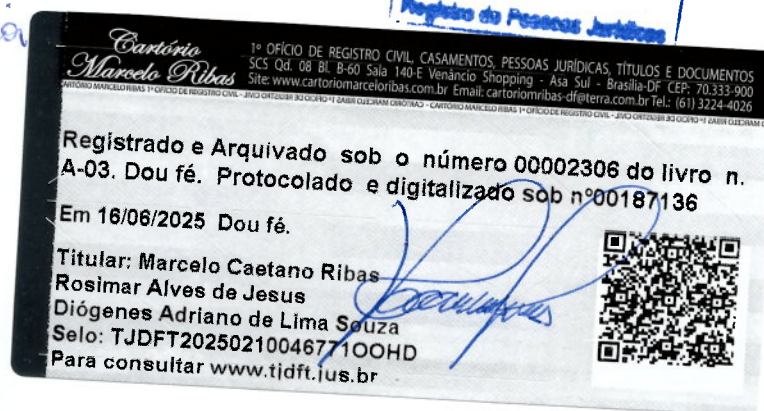 Registro de Pessoas Jurídicas
Cartório
Marcelo Ribas
1º OFÍCIO DE REGISTRO CIVIL, CASAMENTOS, PESSOAS JURÍDICAS, TÍTULOS E DOCUMENTOS
SCS Qd. 08 Bl. B-60 Sala 140-E Venâncio Shopping - Asa Sul - Brasília-DF CEP: 70.333-900
Site: www.cartoriomarceloribas.com.br Email: cartoriomribas-df@terra.com.br Tel.: (61) 3224-4026
Registrado e Arquivado sob o número 00002306 do livro n.
A-03. Dou fé. Protocolado e digitalizado sob nº00187136
Em 16/06/2025 Dou fé.
Titular: Marcelo Caetano Ribas
Rosimar Alves de Jesus
Diógenes Adriano de Lima Souza
Selo: TJDFT20250210046771OOHD
Para consultar www.tjdft.jus.br